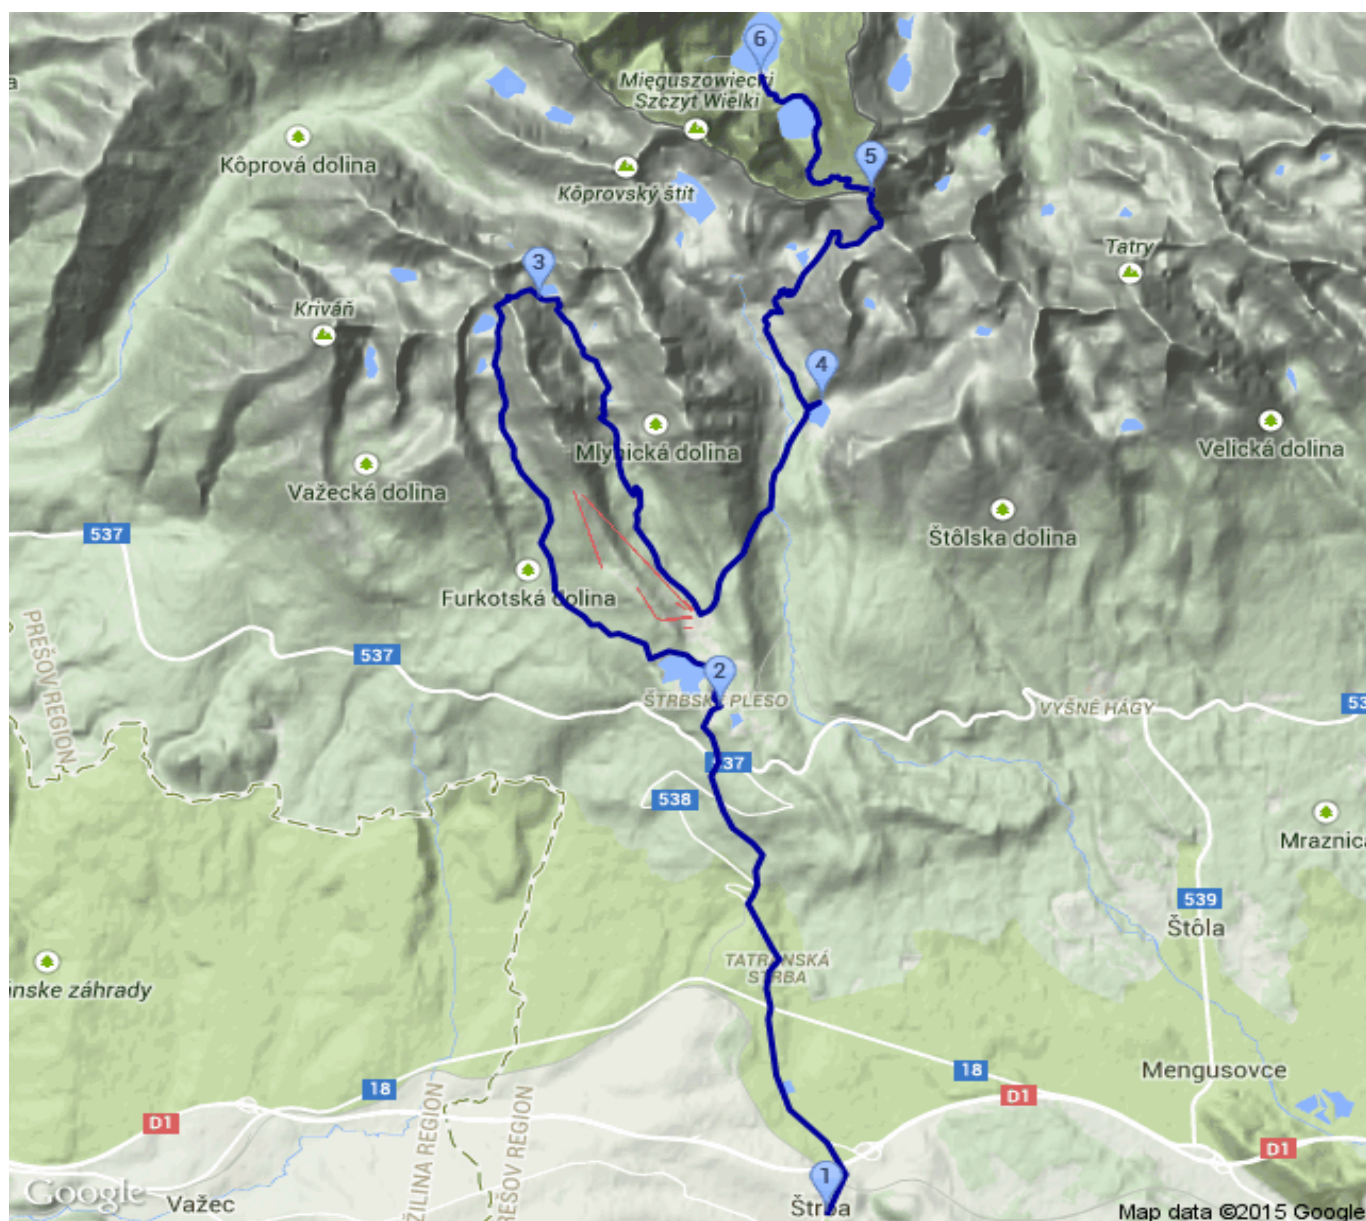 6
Mięguszowiecki
Szczyt Wielki
a
Kôprová dolina
5
Kôprovský štít
Tatry
3
Kriváň
4
Mlynická dolina
Velická dolina
Važecká dolina
537
Štôlska dolina
Furkotská dolina
PREŠOV REGION
537
2
ŠTRBSKÉ PLESO
VYŠNÉ HÁGY
53
537
538
Mraznica
539
Štôla
TATRANSKÁ
ŠTRBA
ánske záhrady
18
18
Mengusovce
D1
D1
D1
ŽILINA REGION
PREŠOV REGION
1
Google
Važec
Štrba
Map data ©2015 Google